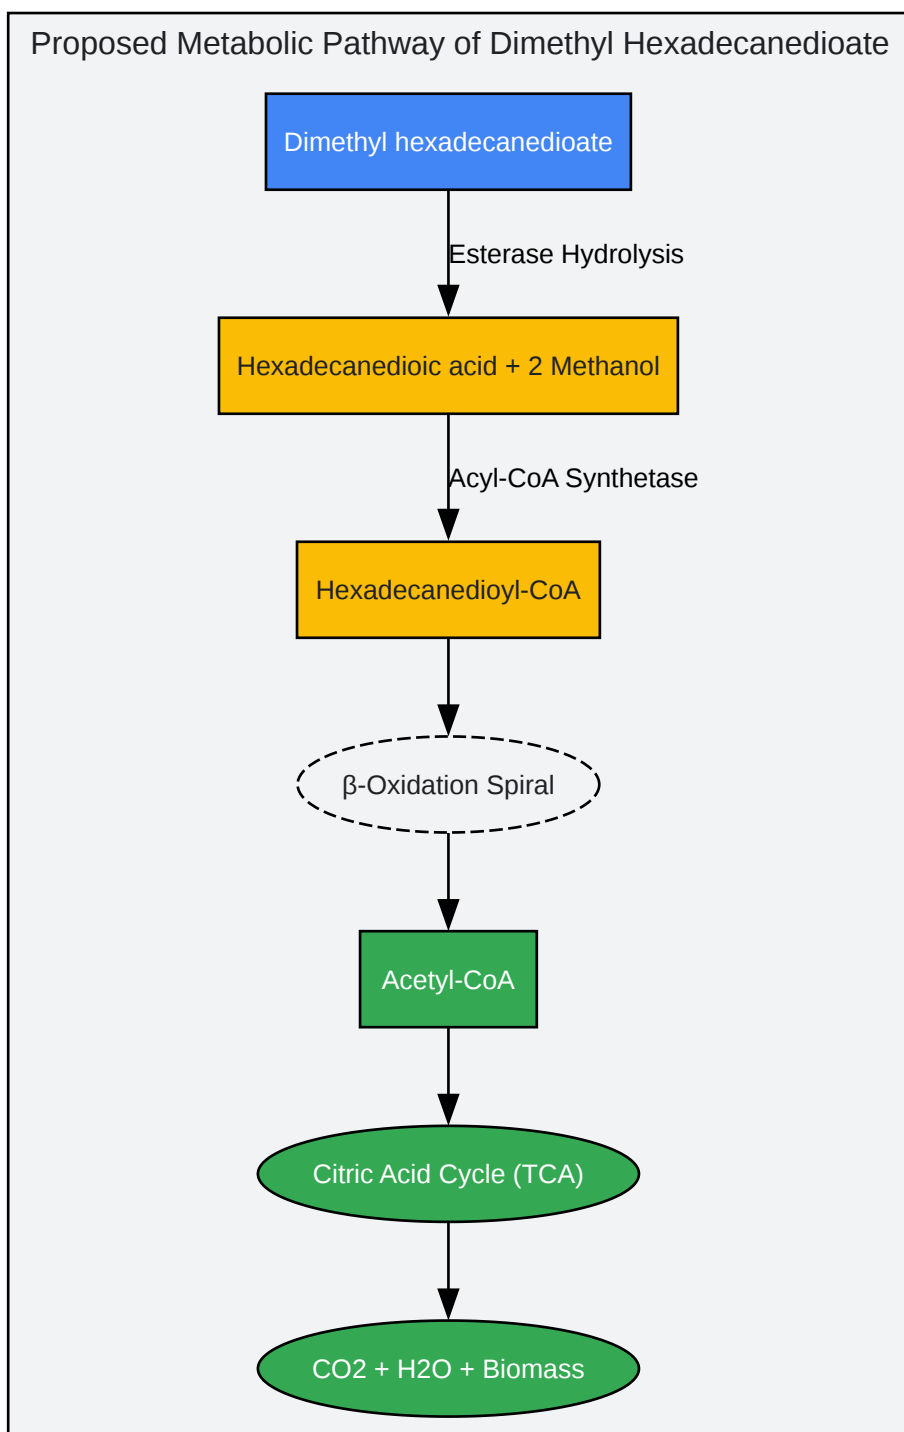 Proposed Metabolic Pathway of Dimethyl Hexadecanedioate
Dimethyl hexadecanedioate
Esterase Hydrolysis
Hexadecanedioic acid + 2 Methanol
Acyl-CoA Synthetase
Hexadecanedioyl-CoA
β-Oxidation Spiral
Acetyl-CoA
Citric Acid Cycle (TCA)
CO2 + H2O + Biomass